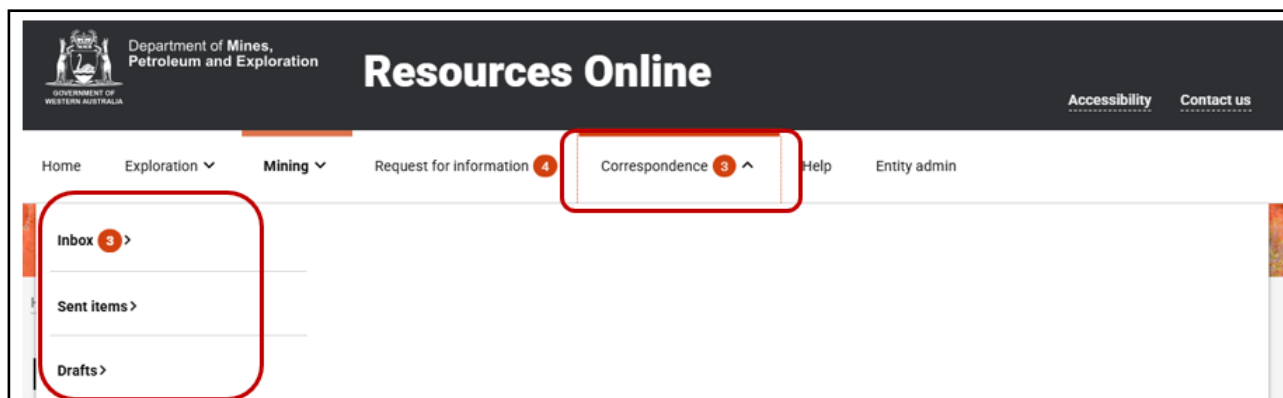 Department of Mines,
Petroleum and Exploration
GOVERNMENT OF
WESTERN AUSTRALIA
Resources Online
Accessibility
Contact us
Home
Exploration
Mining
Request for information 4
Correspondence 3
Help
Entity admin
Inbox 3 >
Sent items >
Drafts >